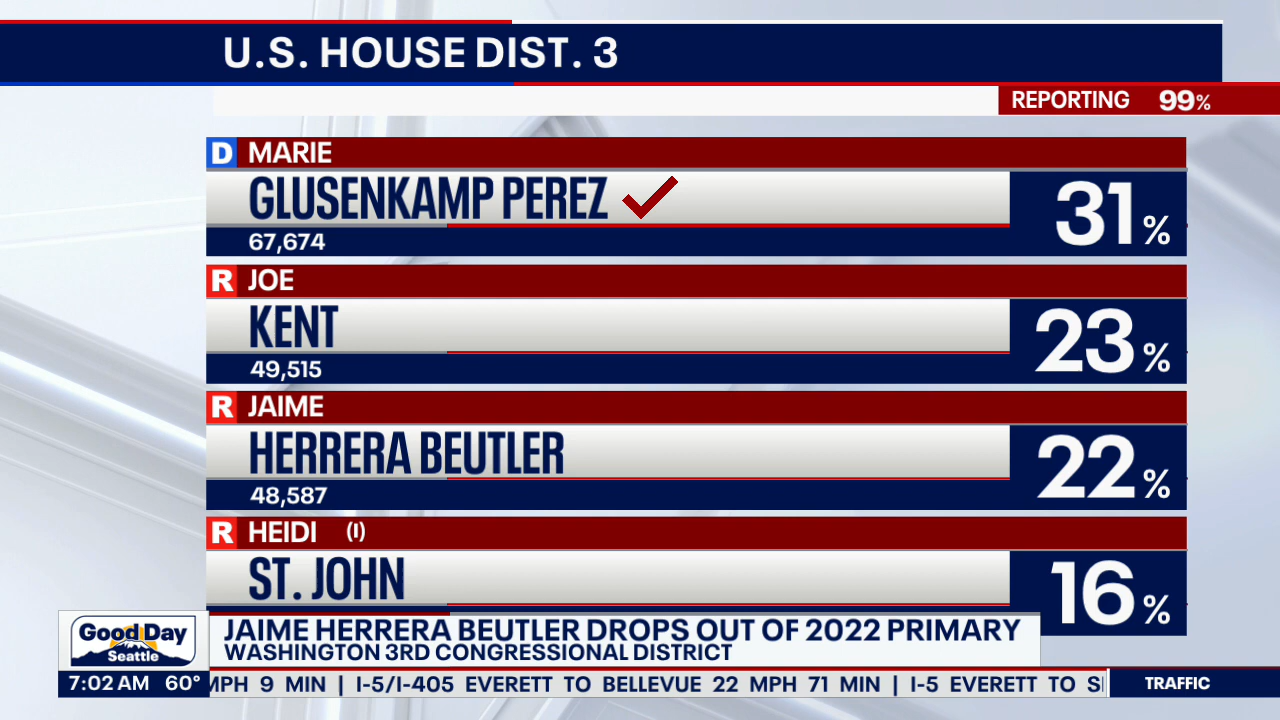 U.S. HOUSE DIST. 3
REPORTING 99%
D MARIE
GLUSENKAMP PEREZ
31%
67,674
R JOE
KENT
23%
49,515
R JAIME
HERRERA BEUTLER
22%
48,587
R HEIDI (I)
ST. JOHN
16%
Good Day
Seattle
JAIME HERRERA BEUTLER DROPS OUT OF 2022 PRIMARY
WASHINGTON 3RD CONGRESSIONAL DISTRICT
7:02 AM 60° MPH 9 MIN | I-5/I-405 EVERETT TO BELLEVUE 22 MPH 71 MIN | I-5 EVERETT TO TRAFFIC